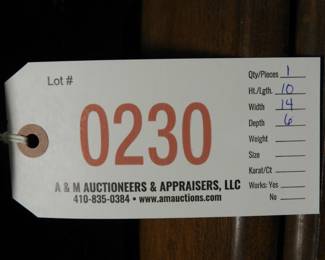 Lot #
0230
A & M AUCTIONEERS & APPRAISERS, LLC
410-835-0384 • www.amauctions.com
Qty/Pieces 1
Ht./Lgth. 10
Width 14
Depth 6
Weight
Size
Karat/Ct
Works: Yes
No